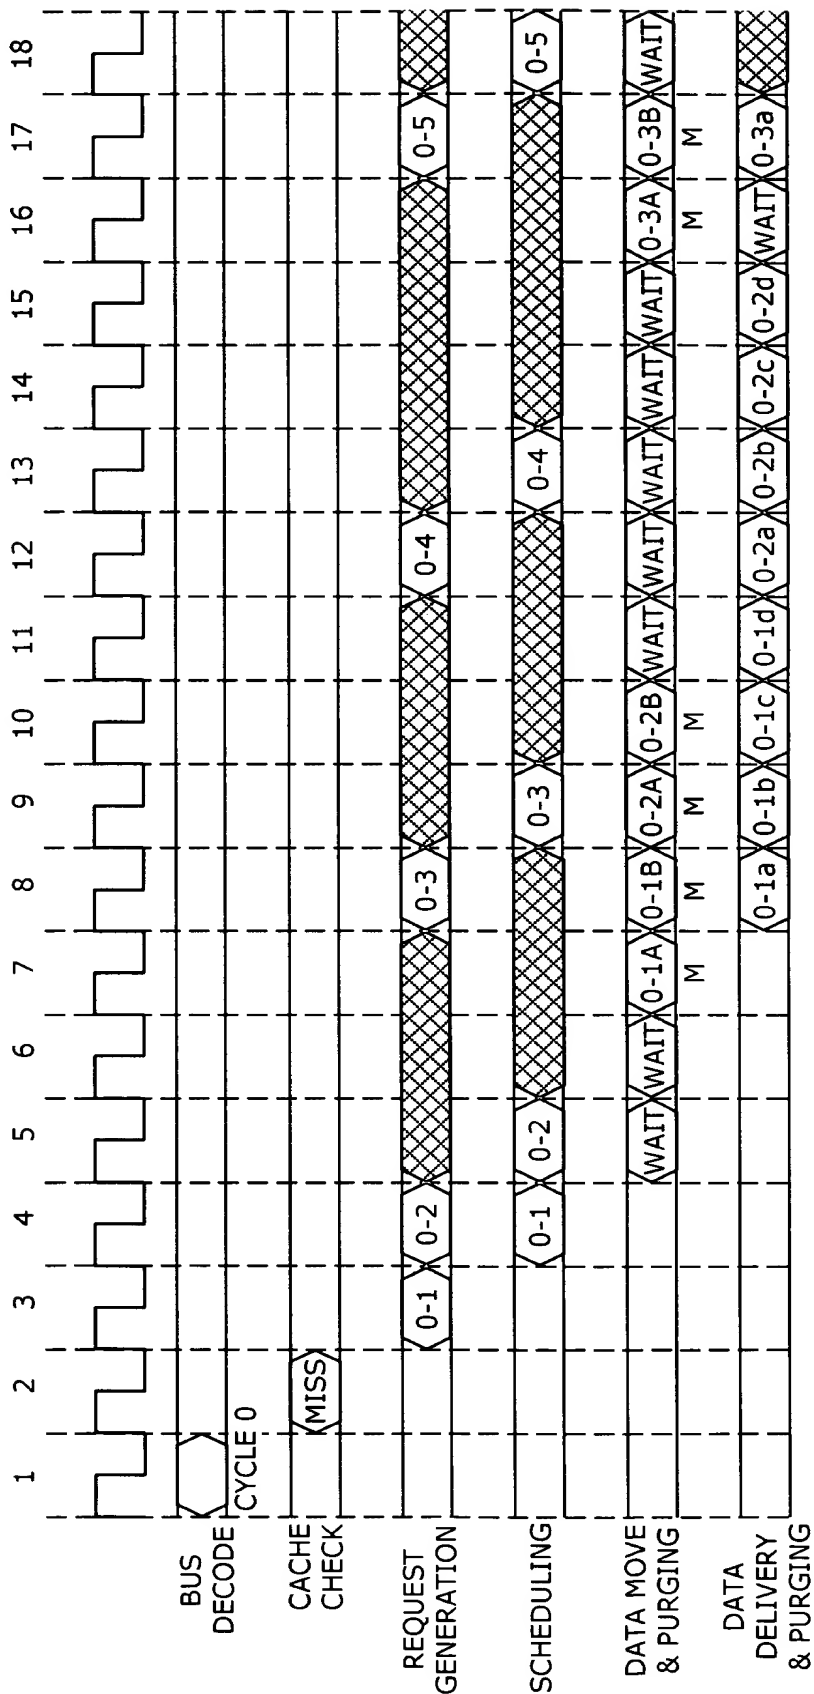 1 2 3 4 5 6 7 8 9 10 11 12 13 14 15 16 17 18
BUS
DECODE
CYCLE 0
CACHE
CHECK
MISS
REQUEST
GENERATION
0-1 0-2 0-3 0-4 0-5
SCHEDULING
0-1 0-2 0-3 0-4 0-5
DATA MOVE
& PURGING
WAIT WAIT 0-1A 0-1B 0-2A 0-2B WAIT WAIT WAIT WAIT WAIT 0-3A 0-3B WAIT
M M M M M M
DATA
DELIVERY
& PURGING
0-1a 0-1b 0-1c 0-1d 0-2a 0-2b 0-2c 0-2d WAIT 0-3a